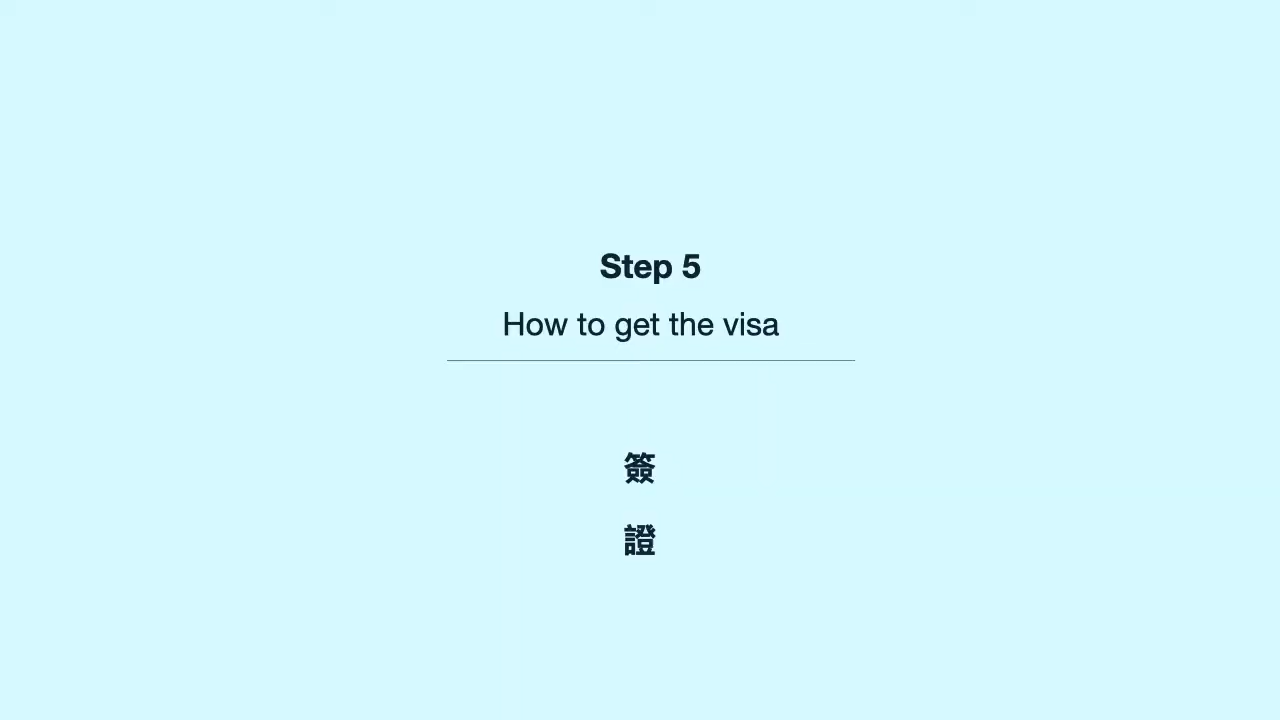 Step 5
How to get the visa
簽
證